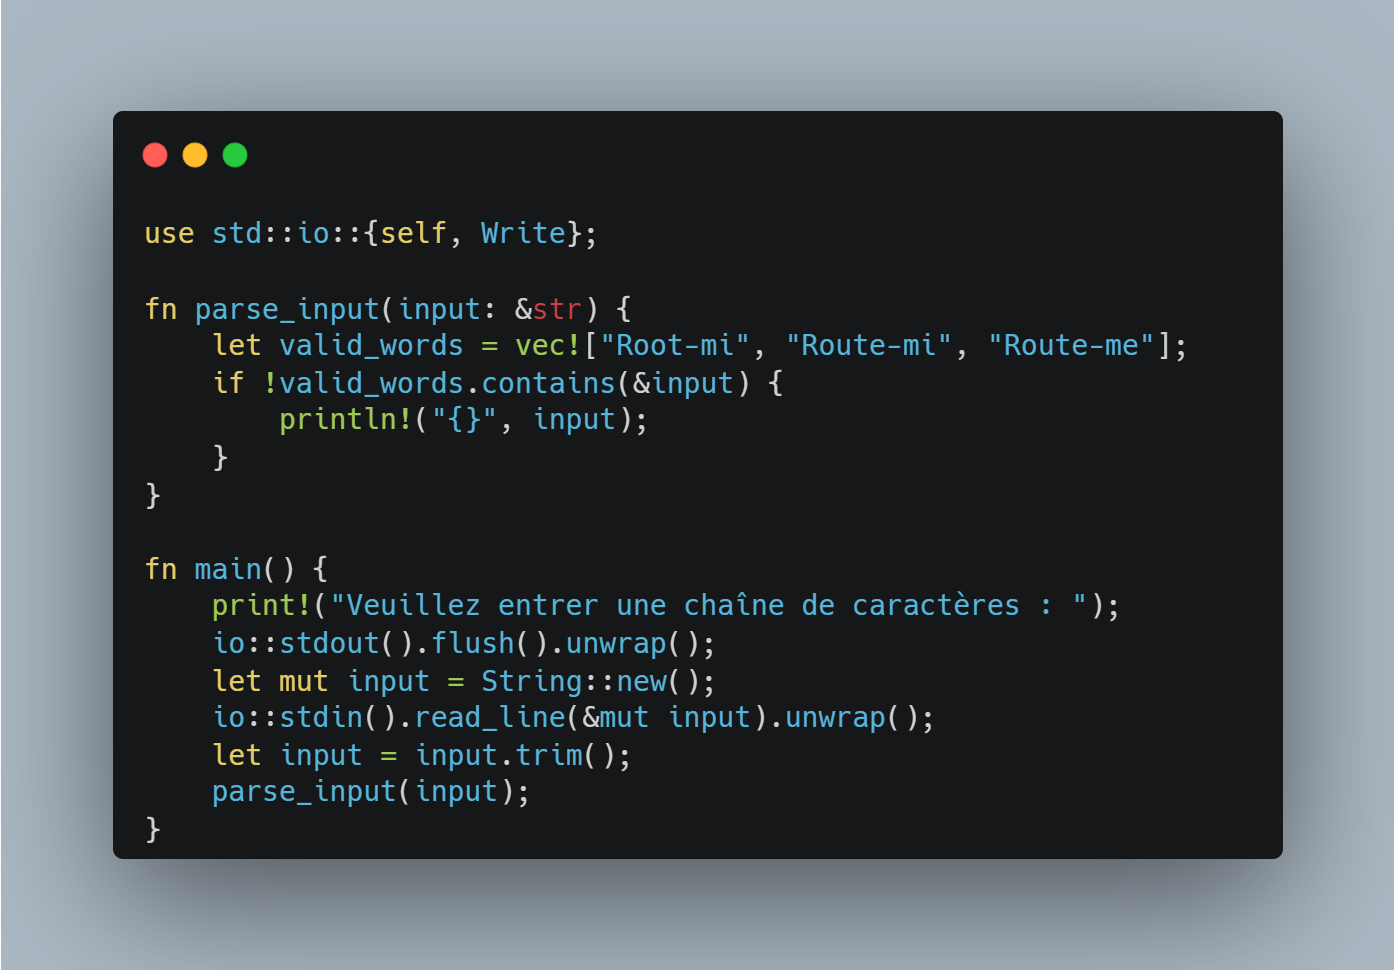 use std::io::{self, Write};

fn parse_input(input: &str) {
    let valid_words = vec!["Root-mi", "Route-mi", "Route-me"];
    if !valid_words.contains(&input) {
        println!("{}", input);
    }
}

fn main() {
    print!("Veuillez entrer une chaîne de caractères : ");
    io::stdout().flush().unwrap();
    let mut input = String::new();
    io::stdin().read_line(&mut input).unwrap();
    let input = input.trim();
    parse_input(input);
}